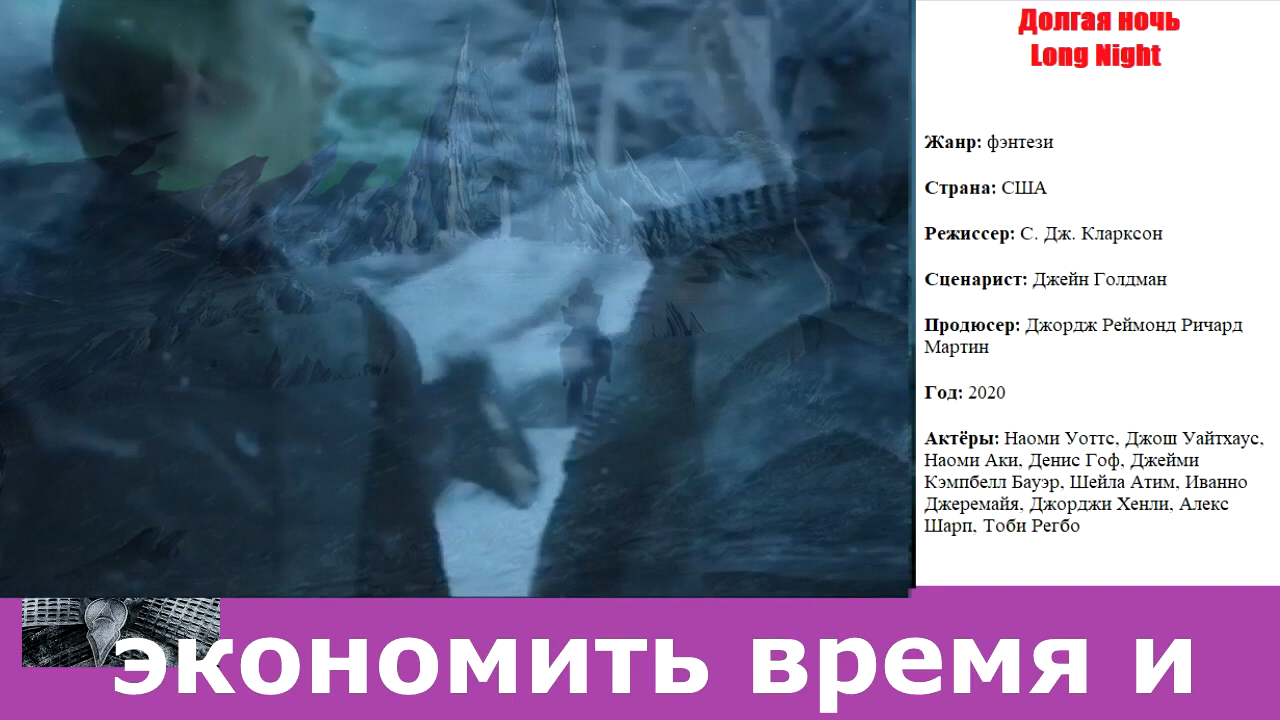 Долгая ночь
Long Night
Жанр: фэнтези
Страна: США
Режиссер: С. Дж. Кларксон
Сценарист: Джейн Голдман
Продюсер: Джордж Реймонд Ричард
Мартин
Год: 2020
Актёры: Наоми Уоттс, Джош Уайтхаус,
Наоми Аки, Денис Гоф, Джейми
Кэмпбелл Бауэр, Шейла Атим, Иванно
Джеремайя, Джорджи Хенли, Алекс
Шарп, Тоби Регбо
экономить время и